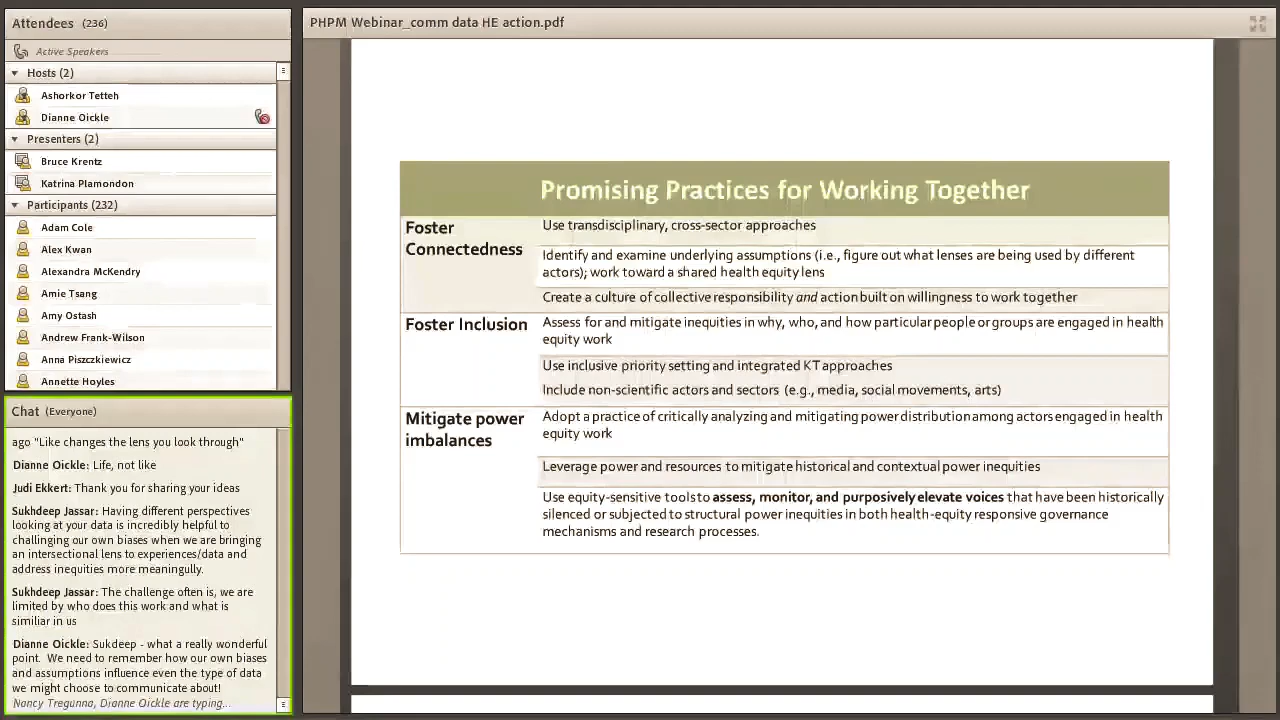 Attendees (236)
Active Speakers
Hosts (2)
Ashorkor Tetteh
Dianne Oickle
Presenters (2)
Bruce Krentz
Katrina Plamondon
Participants (232)
Adam Cole
Alex Kwan
Alexandra McKendry
Amie Tsang
Amy Ostash
Andrew Frank-Wilson
Anna Piszczkiewicz
Annette Hoyles
Chat (Everyone)
ago "Like changes the lens you look through"
Dianne Oickle: Life, not like
Judi Ekkert: Thank you for sharing your ideas
Sukhdeep Jassar: Having different perspectives
looking at your data is incredibly helpful to
challinging our own biases when we are bringing
an intersectional lens to experiences/data and
address inequities more meaningully.
Sukhdeep Jassar: The challenge often is, we are
limited by who does this work and what is
similiar in us
Dianne Oickle: Sukdeep - what a really wonderful
point. We need to remember how our own biases
and assumptions influence even the type of data
we might choose to communicate about!
Nancy Tregunna, Dianne Oickle are typing...
PHPM Webinar_comm data HE action.pdf
Promising Practices for Working Together
Foster
Connectedness
Use transdisciplinary, cross-sector approaches
Identify and examine underlying assumptions (i.e., figure out what lenses are being used by different
actors); work toward a shared health equity lens
Create a culture of collective responsibility and action built on willingness to work together
Foster Inclusion
Assess for and mitigate inequities in why, who, and how particular people or groups are engaged in health
equity work
Use inclusive priority setting and integrated KT approaches
Include non-scientific actors and sectors (e.g., media, social movements, arts)
Mitigate power
imbalances
Adopt a practice of critically analyzing and mitigating power distribution among actors engaged in health
equity work
Leverage power and resources to mitigate historical and contextual power inequities
Use equity-sensitive tools to assess, monitor, and purposively elevate voices that have been historically
silenced or subjected to structural power inequities in both health-equity responsive governance
mechanisms and research processes.